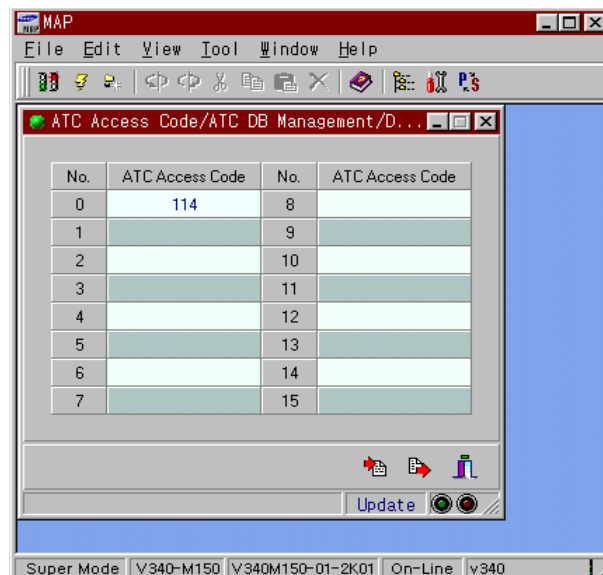 MAP
File Edit View Tool Window Help
ATC Access Code/ATC DB Management/D...
No. ATC Access Code No. ATC Access Code
0 114 8
1 9
2 10
3 11
4 12
5 13
6 14
7 15
Update
Super Mode V340-M150 V340M150-01-2K01 On-Line v340